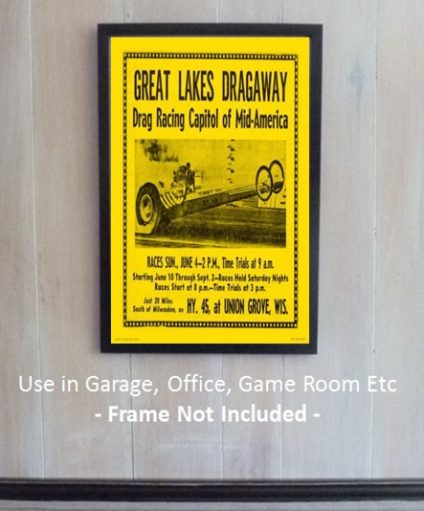 GREAT LAKES DRAGAWAY
Drag Racing Capitol of Mid-America
RACES SUN., JUNE 4—2 P.M., Time Trials at 9 a.m.
Starting June 10 Through Sept. 2—Races Held Saturday Nights
Races Start at 8 p.m.—Time Trials at 3 p.m.
Just 20 Miles
South of Milwaukee, on HY. 45, at UNION GROVE, WIS.
Use in Garage, Office, Game Room Etc
- Frame Not Included -